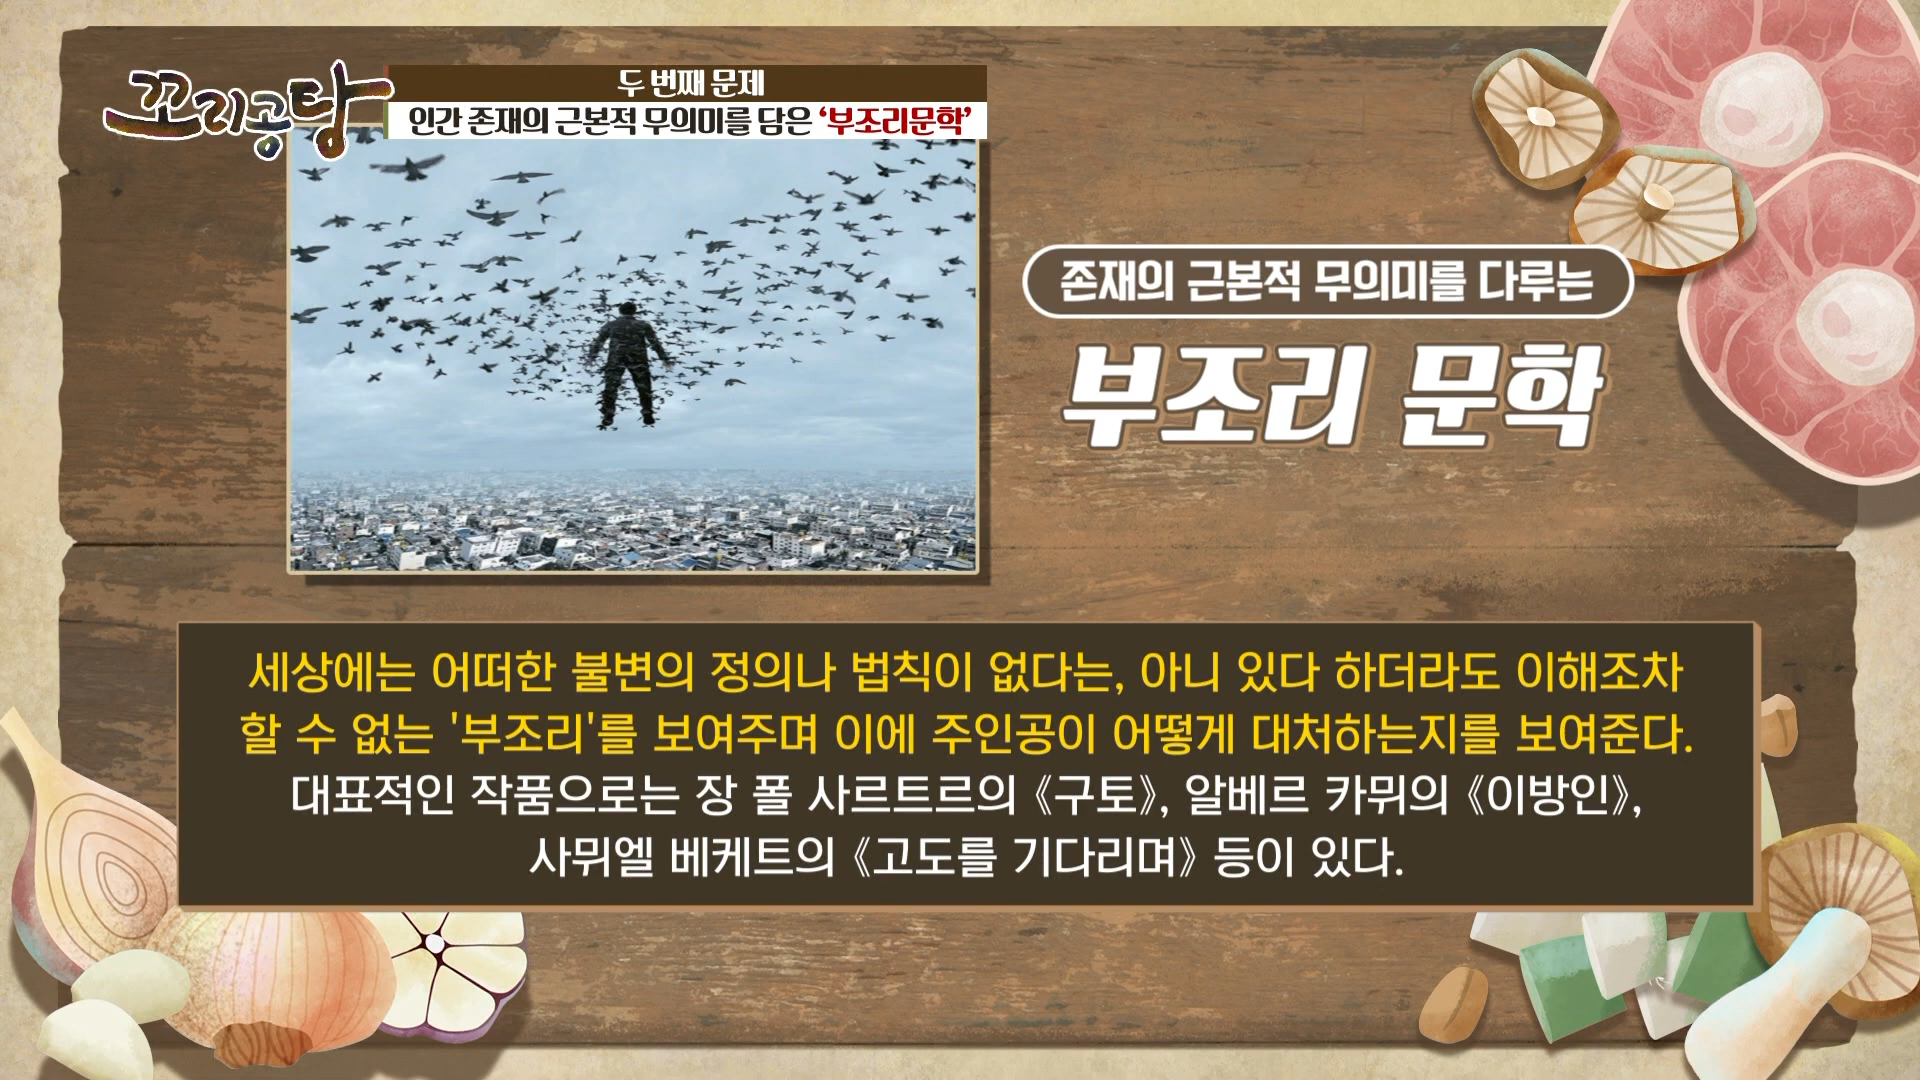 꼬리곰탕
두 번째 문제
인간 존재의 근본적 무의미를 담은 ‘부조리문학’
존재의 근본적 무의미를 다루는
부조리 문학
세상에는 어떠한 불변의 정의나 법칙이 없다는, 아니 있다 하더라도 이해조차
할 수 없는 '부조리'를 보여주며 이에 주인공이 어떻게 대처하는지를 보여준다.
대표적인 작품으로는 장 폴 사르트르의 《구토》, 알베르 카뮈의 《이방인》,
사뮈엘 베케트의 《고도를 기다리며》 등이 있다.